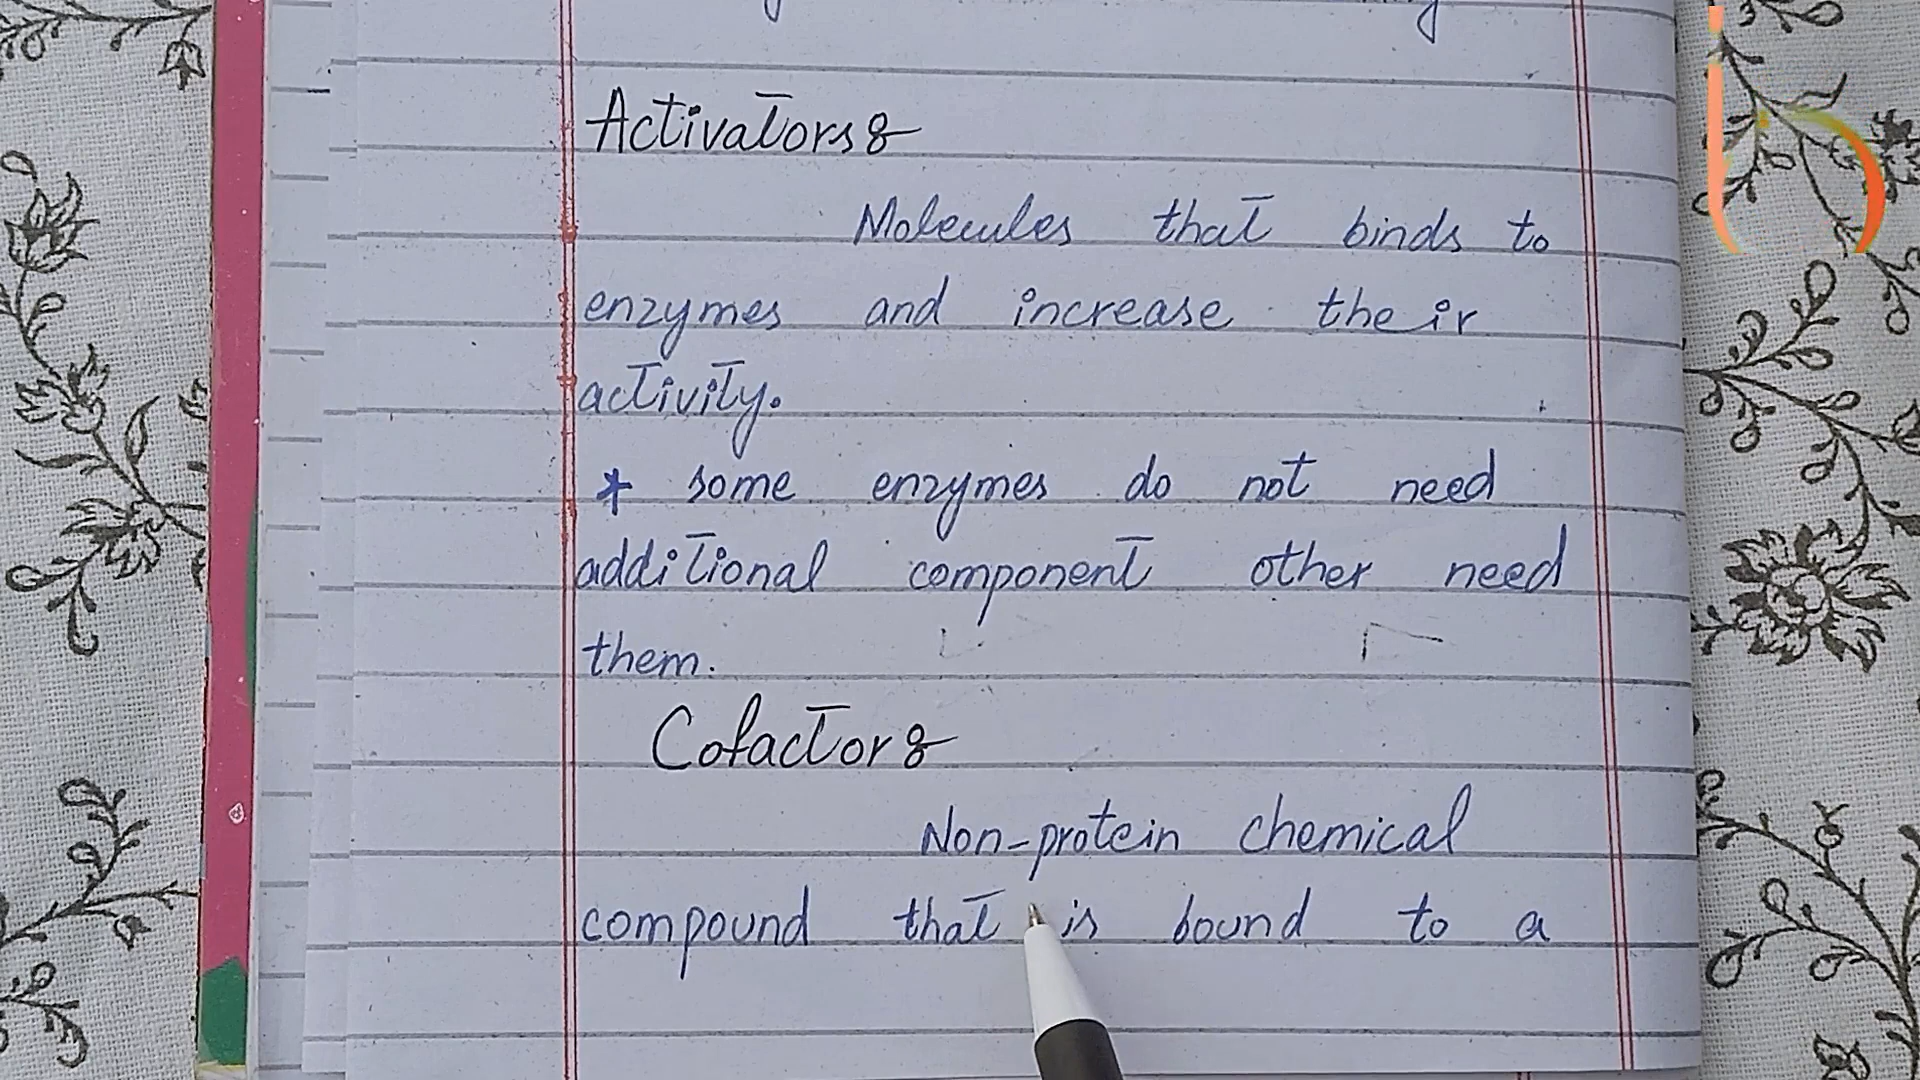 Activators:-
Molecules that binds to
enzymes and increase their
activity.
* some enzymes do not need
additional component other need
them.
Cofactor:-
Non-protein chemical
compound that is bound to a